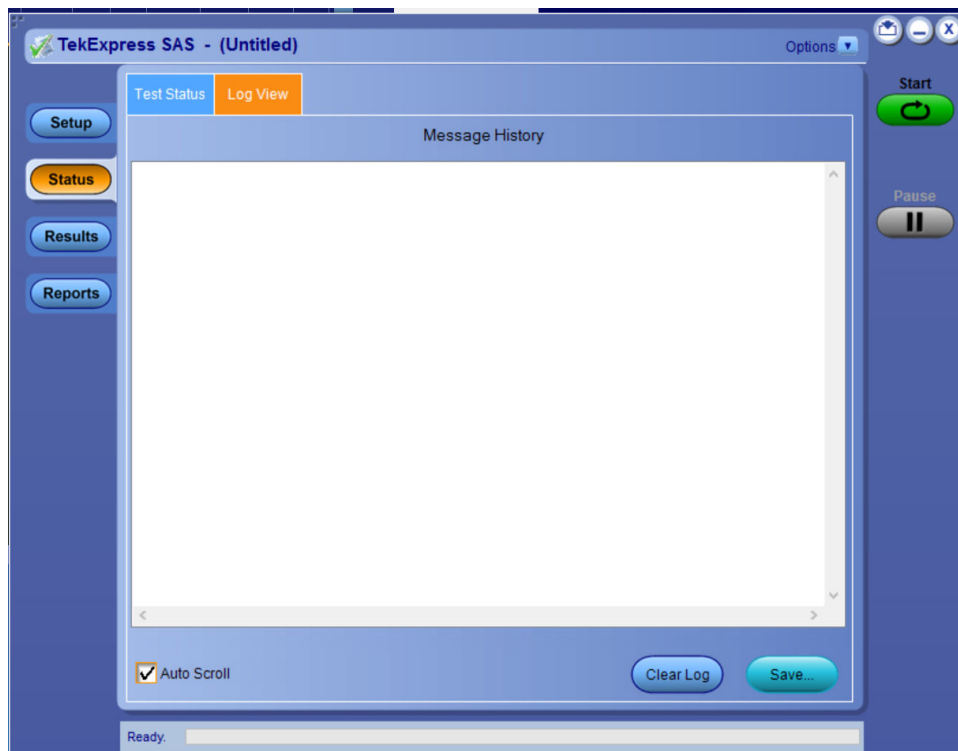 TekExpress SAS - (Untitled)
Options
X
Start
Test Status
Log View
Setup
Message History
Status
Pause
Results
Reports
Auto Scroll
Clear Log
Save...
Ready.